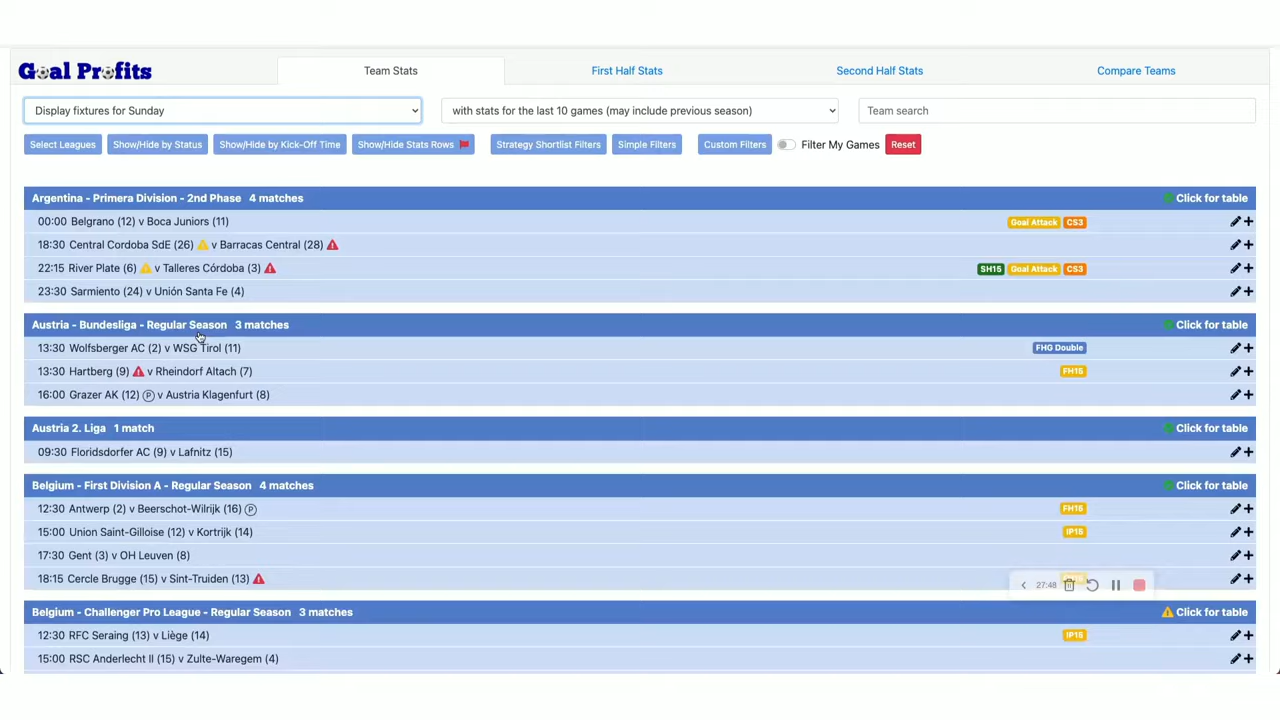 Goal Profits
Team Stats
First Half Stats
Second Half Stats
Compare Teams
Display fixtures for Sunday
with stats for the last 10 games (may include previous season)
Team search
Select Leagues
Show/Hide by Status
Show/Hide by Kick-Off Time
Show/Hide Stats Rows
Strategy Shortlist Filters
Simple Filters
Custom Filters
Filter My Games
Reset
Argentina - Primera Division - 2nd Phase 4 matches Click for table
00:00 Belgrano (12) v Boca Juniors (11) Goal Attack CS3
18:30 Central Cordoba SdE (26) v Barracas Central (28)
22:15 River Plate (6) v Talleres Córdoba (3) SH15 Goal Attack CS3
23:30 Sarmiento (24) v Unión Santa Fe (4)
Austria - Bundesliga - Regular Season 3 matches Click for table
13:30 Wolfsberger AC (2) v WSG Tirol (11) FHG Double
13:30 Hartberg (9) v Rheindorf Altach (7) FH15
16:00 Grazer AK (12) P v Austria Klagenfurt (8)
Austria 2. Liga 1 match Click for table
09:30 Floridsdorfer AC (9) v Lafnitz (15)
Belgium - First Division A - Regular Season 4 matches Click for table
12:30 Antwerp (2) v Beerschot-Wilrijk (16) P FH15
15:00 Union Saint-Gilloise (12) v Kortrijk (14) IP15
17:30 Gent (3) v OH Leuven (8)
18:15 Cercle Brugge (15) v Sint-Truiden (13)
27:48
Belgium - Challenger Pro League - Regular Season 3 matches Click for table
12:30 RFC Seraing (13) v Liège (14) IP15
15:00 RSC Anderlecht II (15) v Zulte-Waregem (4)